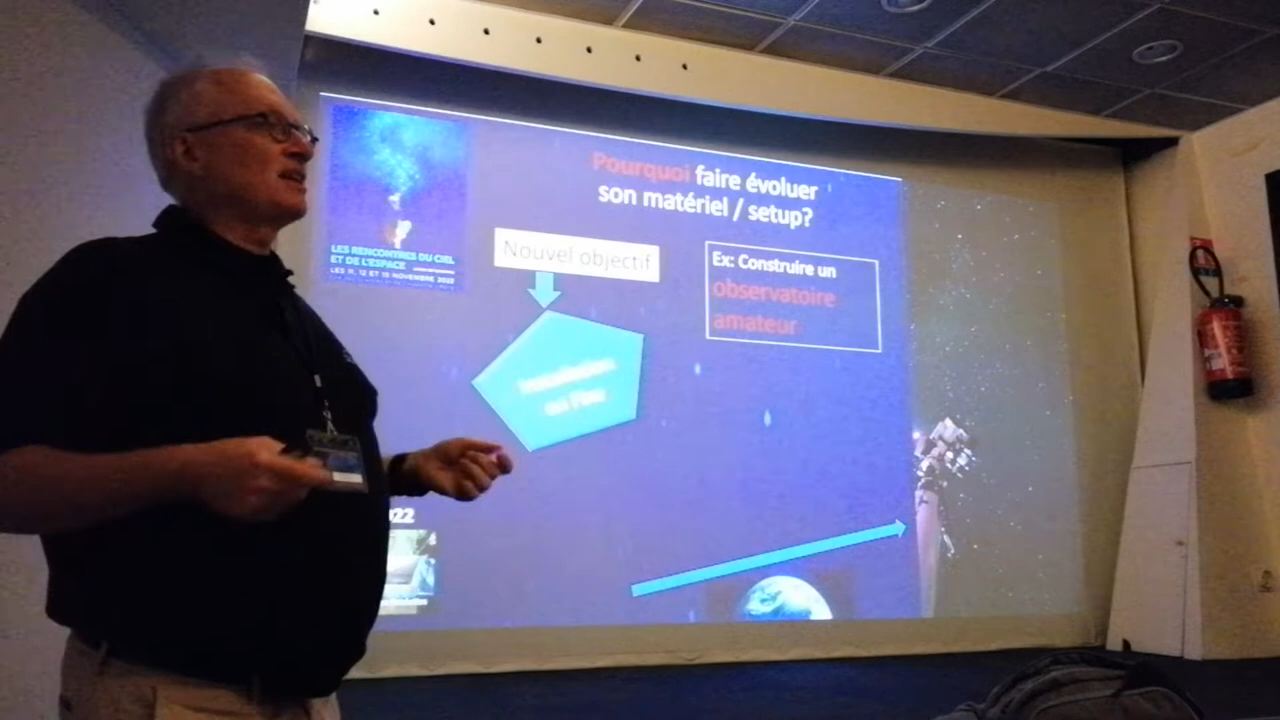 Pourquoi faire évoluer
son matériel / setup?
LES RENCONTRES DU CIEL
ET DE L'ESPACE
LES 11, 12 ET 13 NOVEMBRE 2022
Nouvel objectif
Ex: Construire un
observatoire
amateur
22